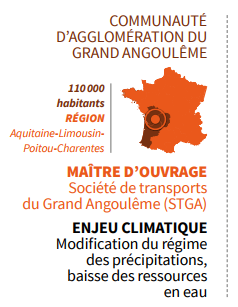 COMMUNAUTÉ
D'AGGLOMÉRATION DU
GRAND ANGOULÊME
110 000
habitants
RÉGION
Aquitaine-Limousin-
Poitou-Charentes
MAÎTRE D'OUVRAGE
Société de transports
du Grand Angoulême (STGA)
ENJEU CLIMATIQUE
Modification du régime
des précipitations,
baisse des ressources
en eau